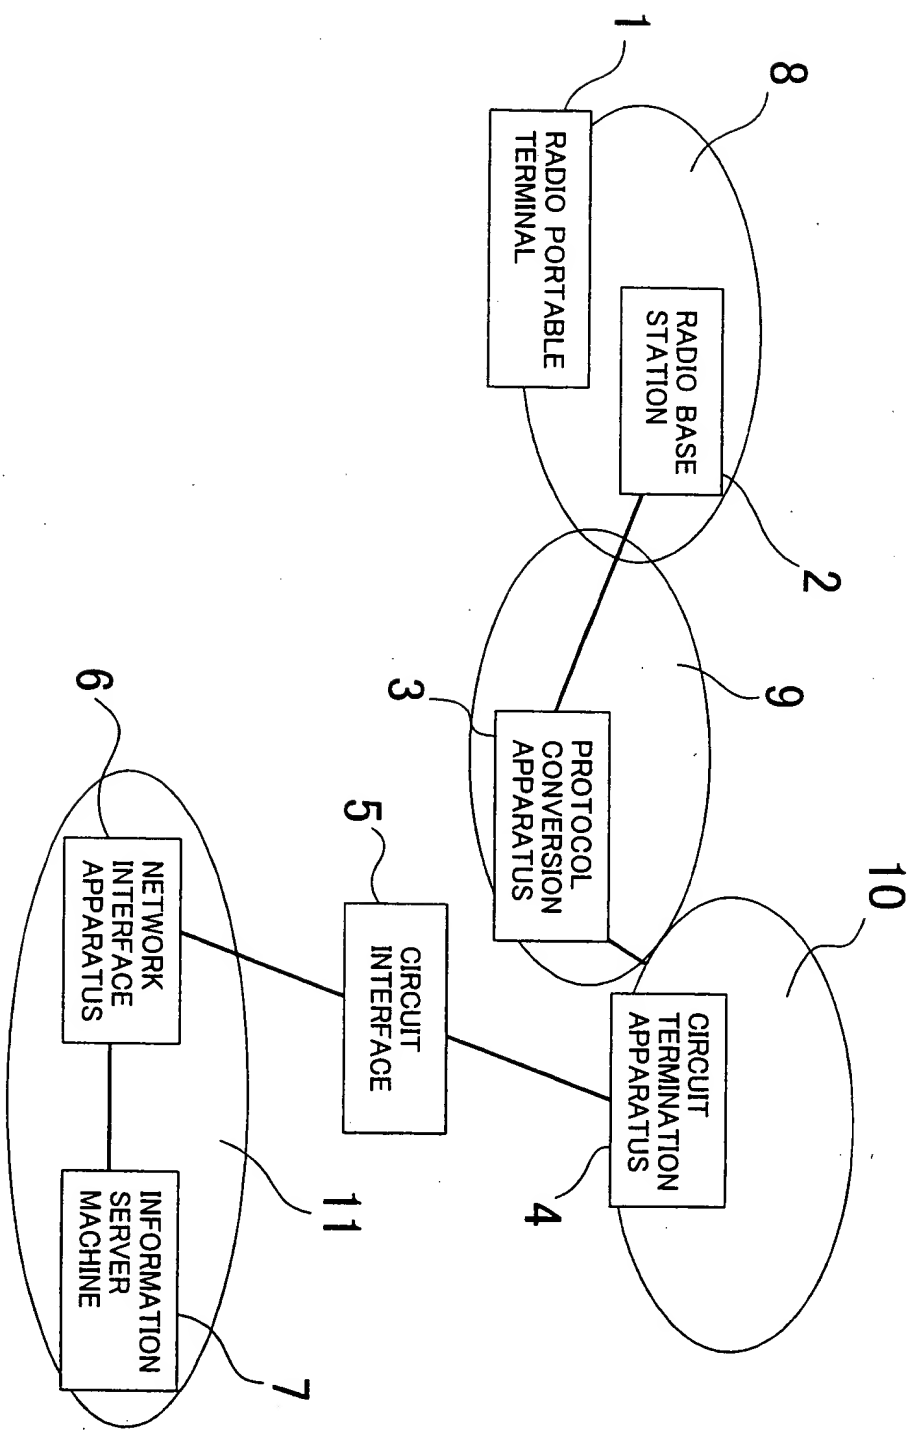 8
1
RADIO PORTABLE
TERMINAL
RADIO BASE
STATION
2
9
3
PROTOCOL
CONVERSION
APPARATUS
10
CIRCUIT
TERMINATION
APPARATUS
4
5
CIRCUIT
INTERFACE
6
NETWORK
INTERFACE
APPARATUS
11
INFORMATION
SERVER
MACHINE
7